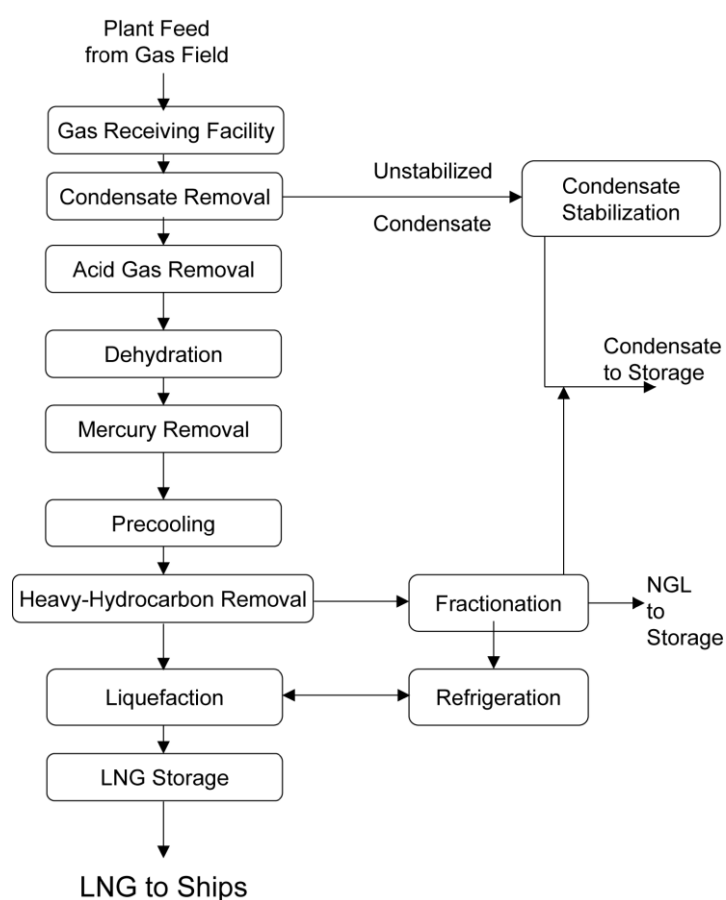 Plant Feed
from Gas Field
Gas Receiving Facility
Condensate Removal
Unstabilized
Condensate
Condensate
Stabilization
Acid Gas Removal
Dehydration
Condensate
to Storage
Mercury Removal
Precooling
Heavy-Hydrocarbon Removal
Fractionation
NGL
to
Storage
Liquefaction
Refrigeration
LNG Storage
LNG to Ships